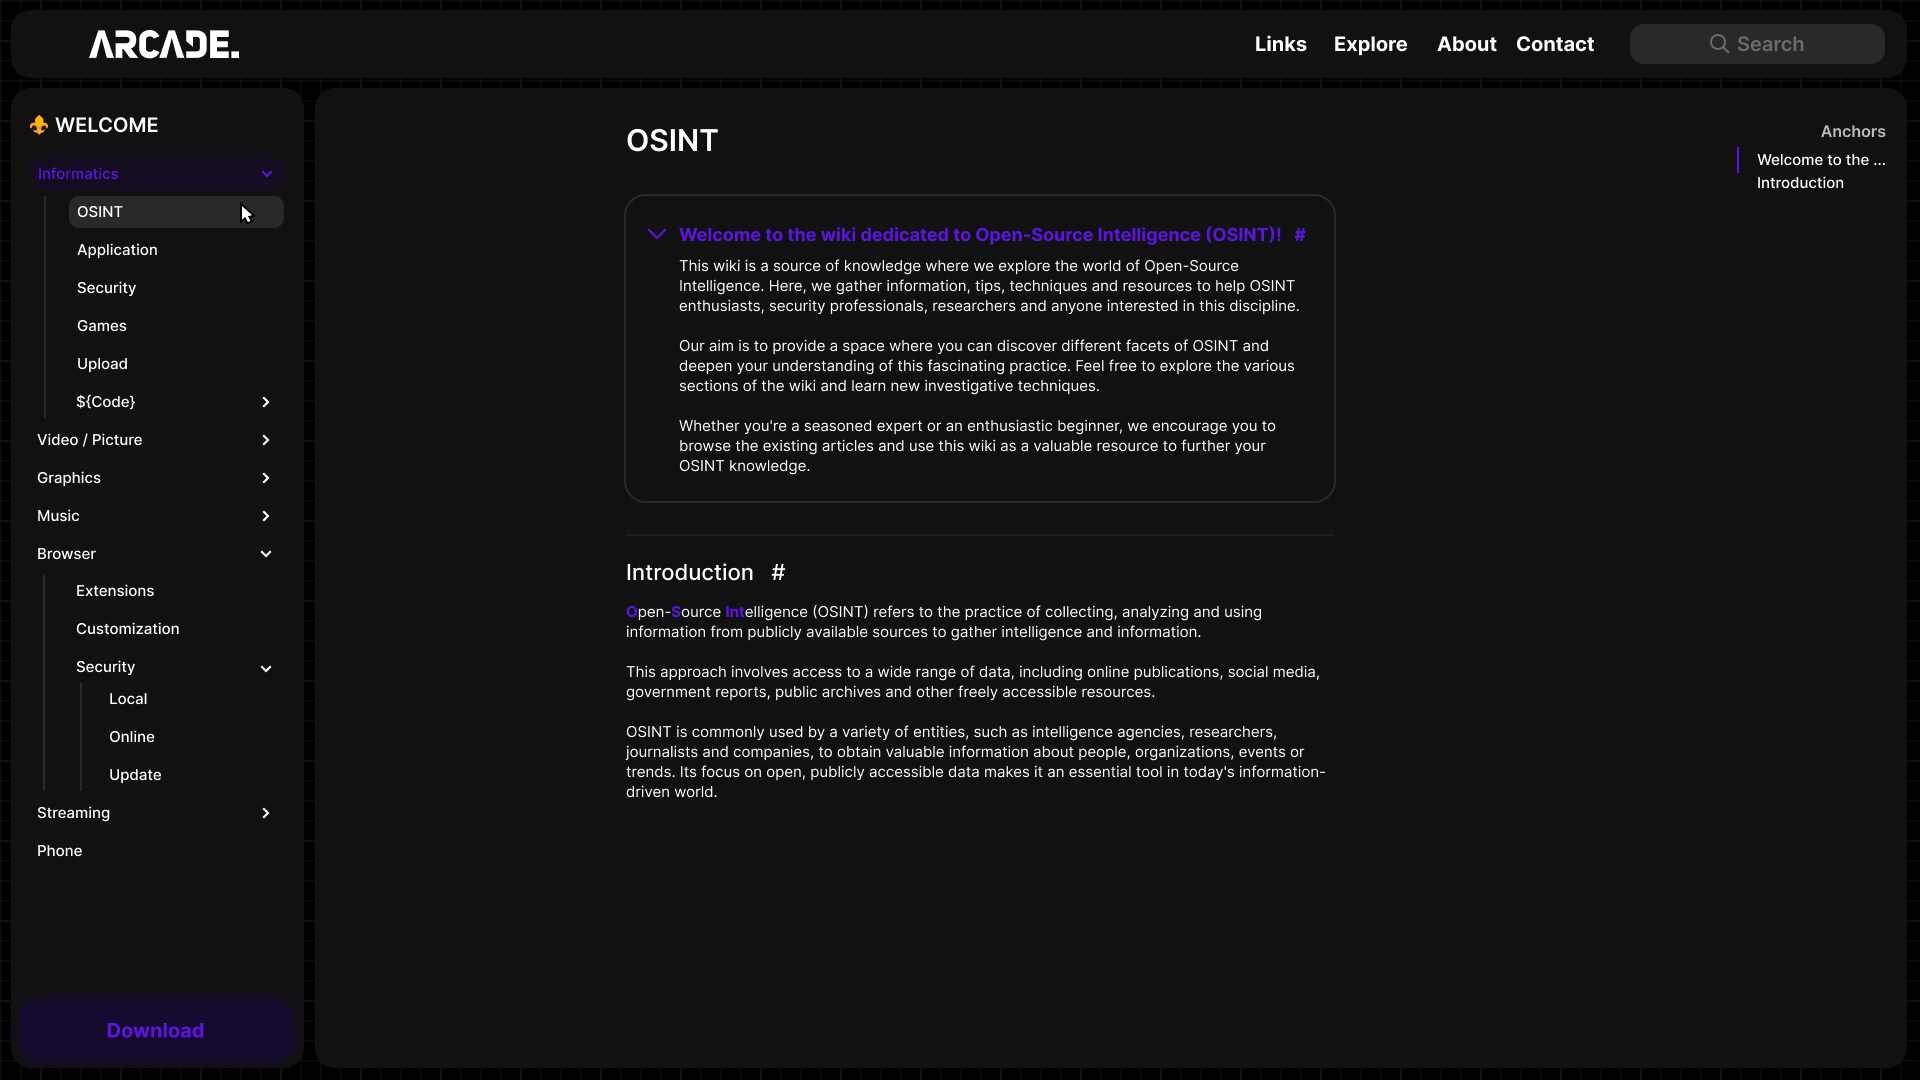 ARCADE.
Links Explore About Contact Search
WELCOME
Informatics
OSINT
Application
Security
Games
Upload
${Code}
Video / Picture
Graphics
Music
Browser
Extensions
Customization
Security
Local
Online
Update
Streaming
Phone
Download
OSINT
Welcome to the wiki dedicated to Open-Source Intelligence (OSINT)! #
This wiki is a source of knowledge where we explore the world of Open-Source
Intelligence. Here, we gather information, tips, techniques and resources to help OSINT
enthusiasts, security professionals, researchers and anyone interested in this discipline.
Our aim is to provide a space where you can discover different facets of OSINT and
deepen your understanding of this fascinating practice. Feel free to explore the various
sections of the wiki and learn new investigative techniques.
Whether you're a seasoned expert or an enthusiastic beginner, we encourage you to
browse the existing articles and use this wiki as a valuable resource to further your
OSINT knowledge.
Introduction #
Open-Source Intelligence (OSINT) refers to the practice of collecting, analyzing and using
information from publicly available sources to gather intelligence and information.
This approach involves access to a wide range of data, including online publications, social media,
government reports, public archives and other freely accessible resources.
OSINT is commonly used by a variety of entities, such as intelligence agencies, researchers,
journalists and companies, to obtain valuable information about people, organizations, events or
trends. Its focus on open, publicly accessible data makes it an essential tool in today's information-
driven world.
Anchors
Welcome to the ...
Introduction